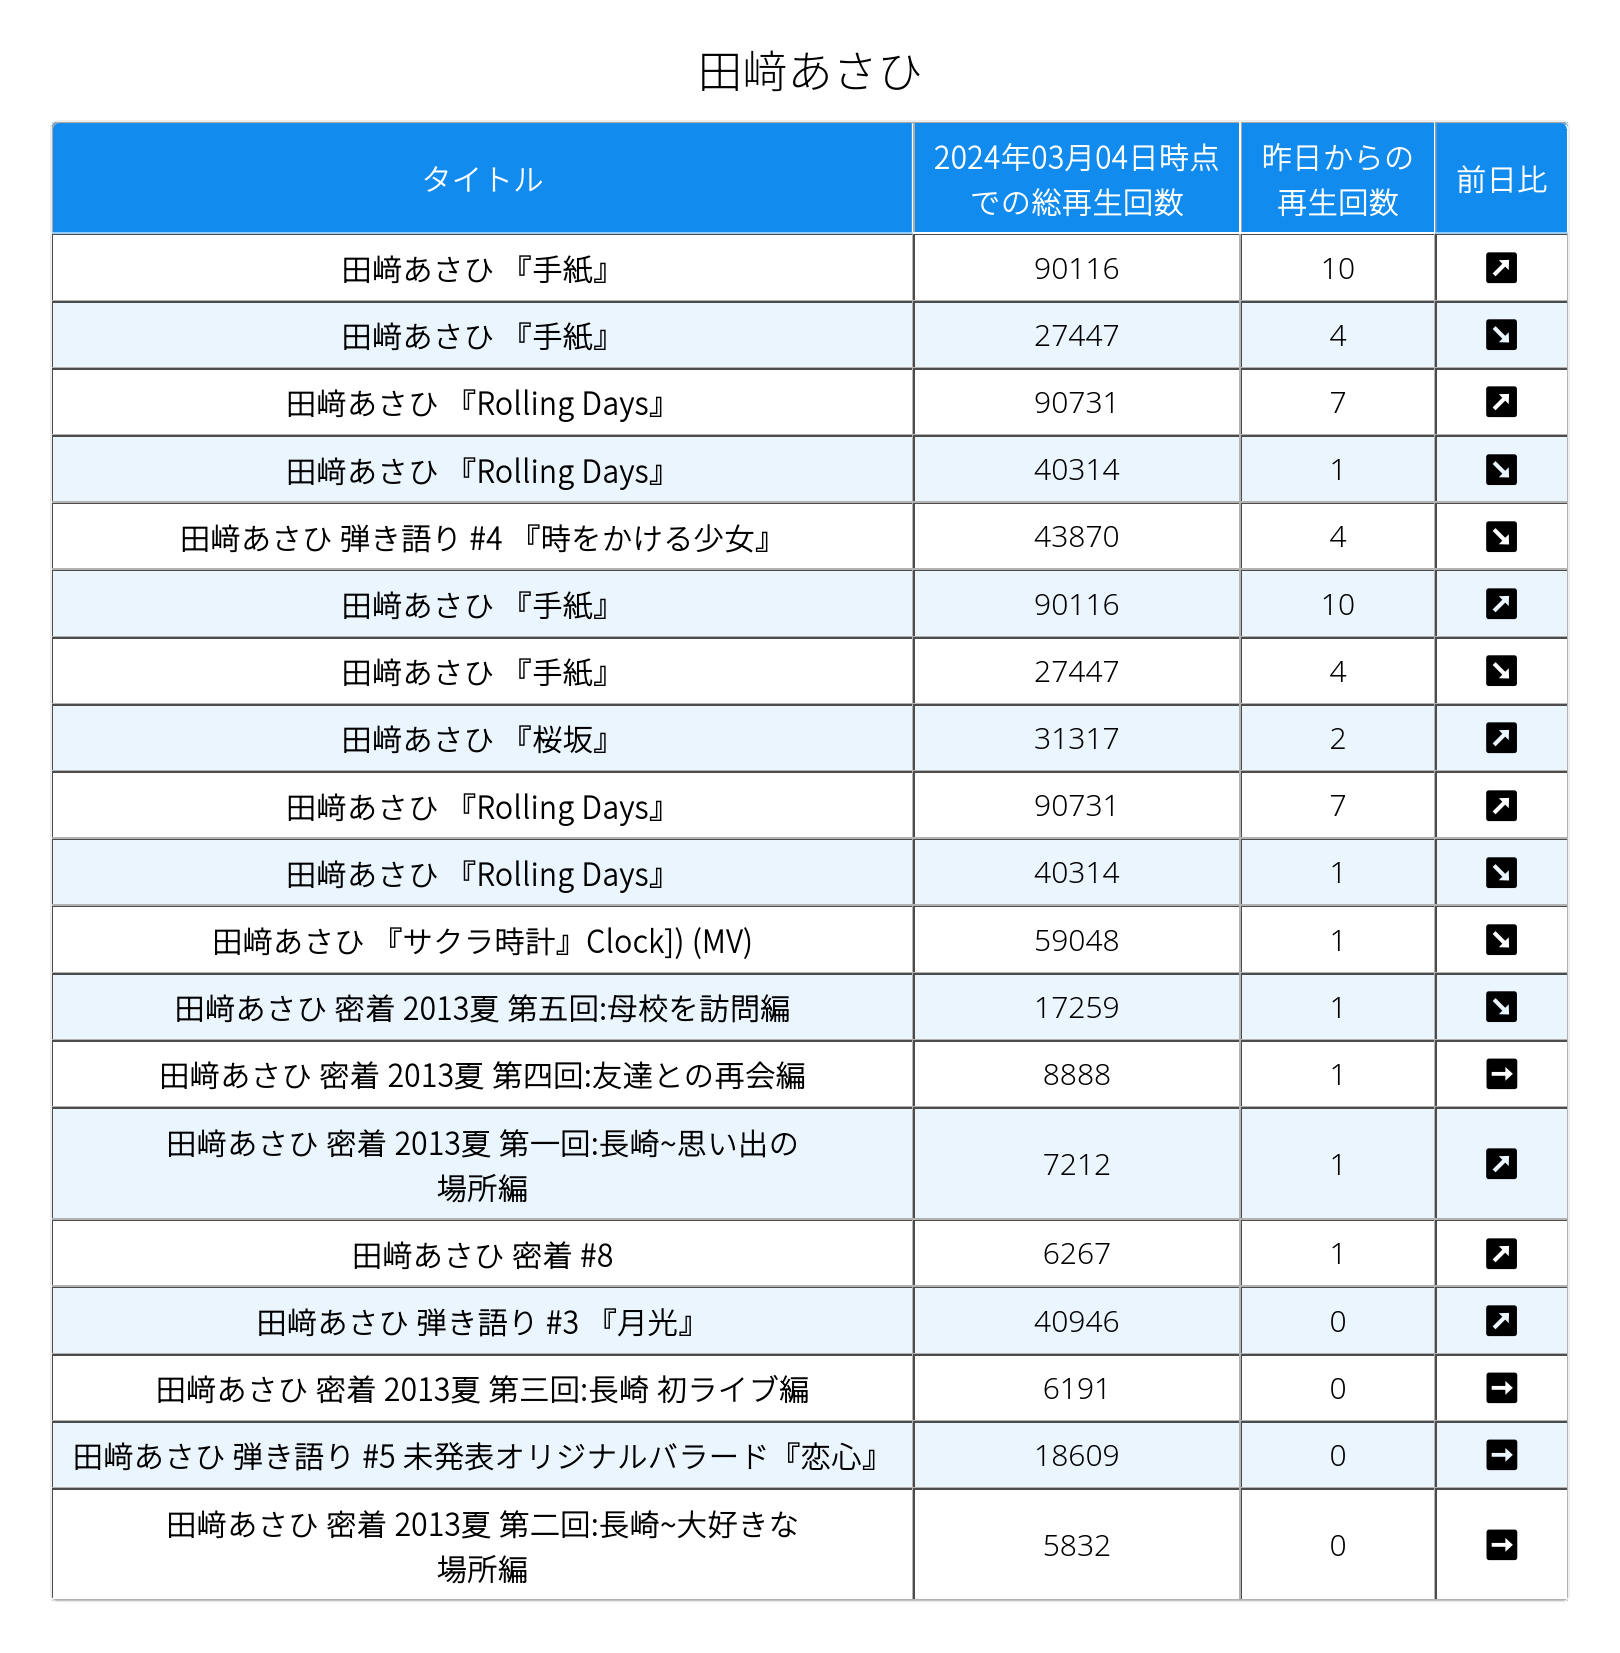 田﨑あさひ
タイトル
2024年03月04日時点
での総再生回数
昨日からの
再生回数
前日比
田﨑あさひ 『手紙』 90116 10
田﨑あさひ 『手紙』 27447 4
田﨑あさひ 『Rolling Days』 90731 7
田﨑あさひ 『Rolling Days』 40314 1
田﨑あさひ 弾き語り #4 『時をかける少女』 43870 4
田﨑あさひ 『手紙』 90116 10
田﨑あさひ 『手紙』 27447 4
田﨑あさひ 『桜坂』 31317 2
田﨑あさひ 『Rolling Days』 90731 7
田﨑あさひ 『Rolling Days』 40314 1
田﨑あさひ 『サクラ時計』Clock]) (MV) 59048 1
田﨑あさひ 密着 2013夏 第五回:母校を訪問編 17259 1
田﨑あさひ 密着 2013夏 第四回:友達との再会編 8888 1
田﨑あさひ 密着 2013夏 第一回:長崎~思い出の
場所編 7212 1
田﨑あさひ 密着 #8 6267 1
田﨑あさひ 弾き語り #3 『月光』 40946 0
田﨑あさひ 密着 2013夏 第三回:長崎 初ライブ編 6191 0
田﨑あさひ 弾き語り #5 未発表オリジナルバラード『恋心』 18609 0
田﨑あさひ 密着 2013夏 第二回:長崎~大好きな
場所編 5832 0